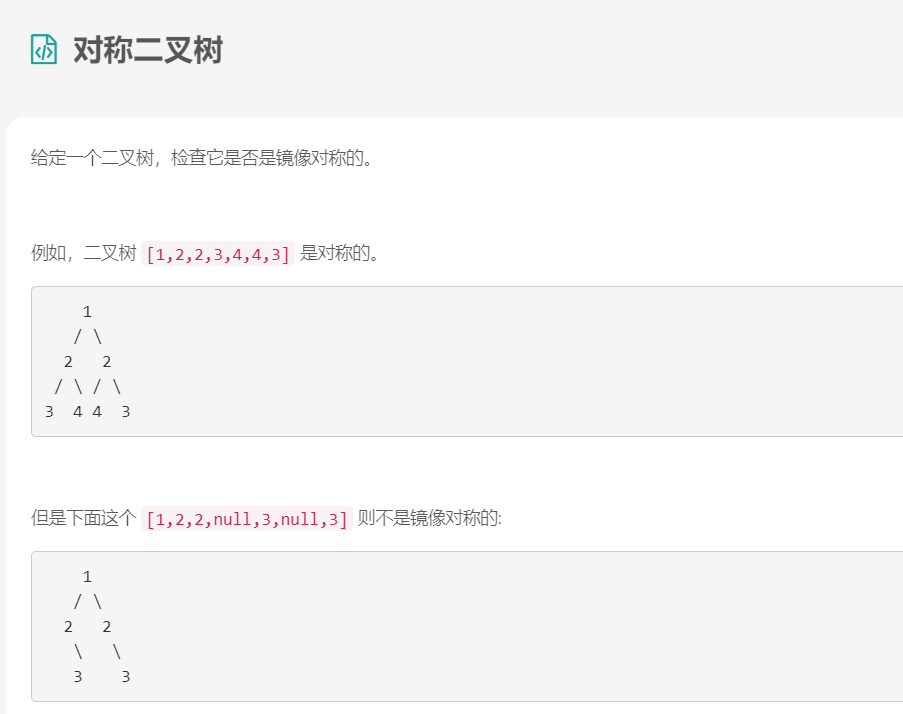 对称二叉树
给定一个二叉树，检查它是否是镜像对称的。
例如，二叉树 [1,2,2,3,4,4,3] 是对称的。
    1
   / \
  2   2
 / \ / \
3  4 4  3
但是下面这个 [1,2,2,null,3,null,3] 则不是镜像对称的:
    1
   / \
  2   2
   \   \
   3    3